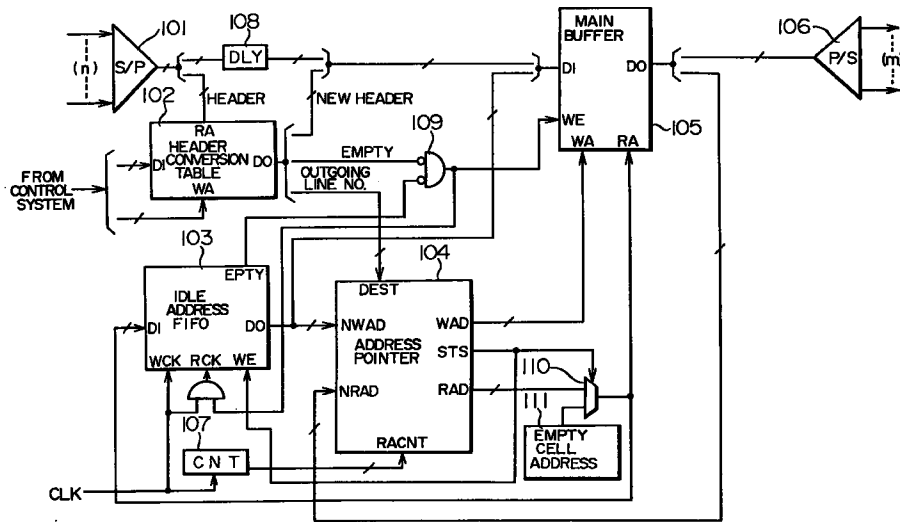 101
108
MAIN
BUFFER
106
(n)
S/P
DLY
DI
DO
P/S
(m)
102
HEADER
NEW HEADER
109
WE
WA
RA
105
RA
HEADER
CONVERSION
TABLE
DI
DO
WA
EMPTY
OUTGOING
LINE NO.
FROM
CONTROL
SYSTEM
103
EPTY
104
DEST
IDLE
ADDRESS
FIFO
DI
DO
WCK
RCK
WE
NWAD
WAD
ADDRESS
POINTER
STS
NRAD
RAD
RACNT
110
111
EMPTY
CELL
ADDRESS
107
CNT
CLK